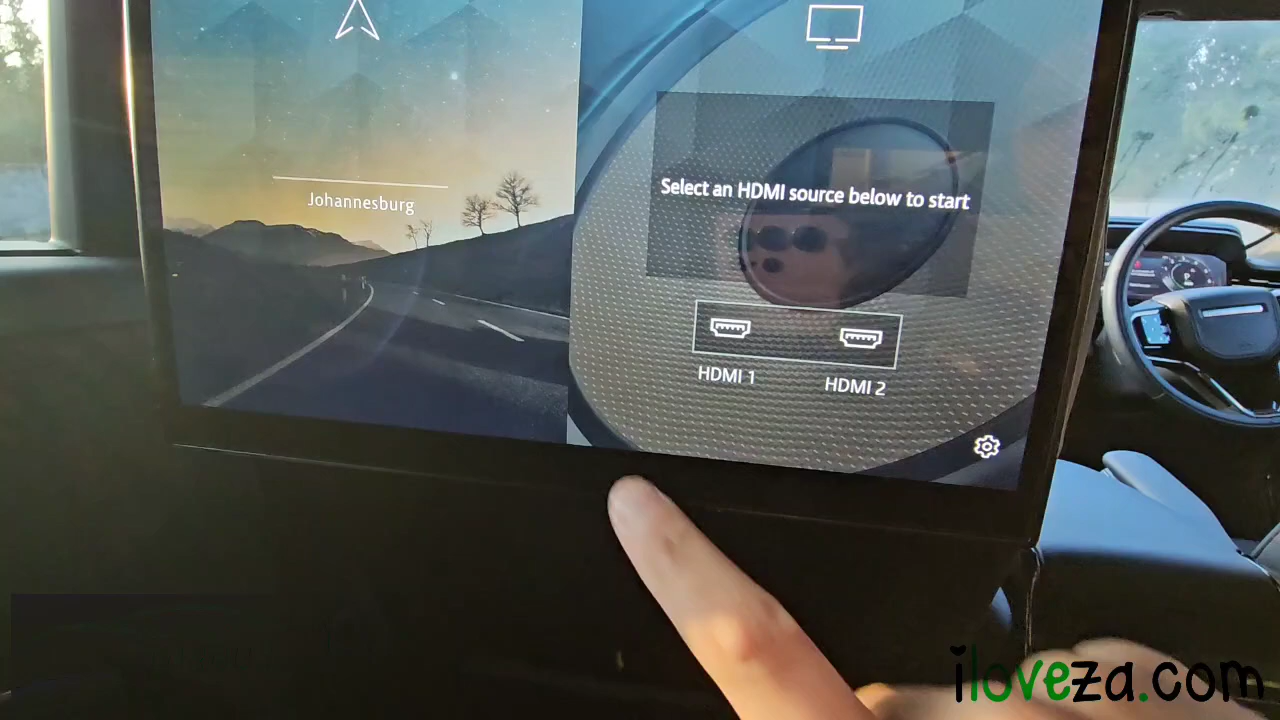 Johannesburg
Select an HDMI source below to start
HDMI 1
HDMI 2
iloveza.com